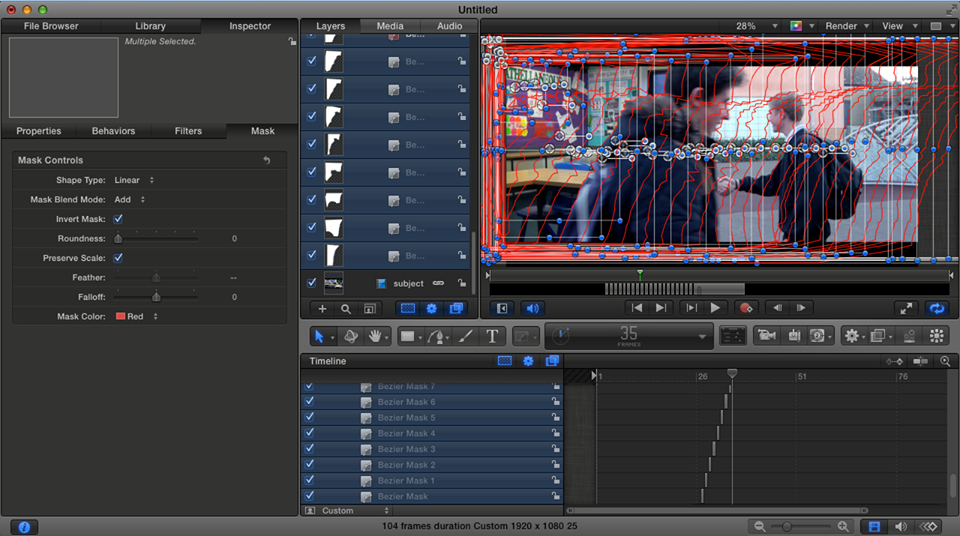 Untitled
File Browser Library Inspector
Layers Media Audio
28% Render View
Multiple Selected.
Be...
Be...
Be...
Be...
Be...
Be...
Be...
Be...
Be...
Properties Behaviors Filters Mask
Mask Controls
Shape Type: Linear
Mask Blend Mode: Add
Invert Mask:
Roundness: 0
Preserve Scale:
Feather: --
Falloff: 0
Mask Color: Red
subject
T
35
FRAMES
Timeline
1 26 51 76
Bezier Mask 7
Bezier Mask 6
Bezier Mask 5
Bezier Mask 4
Bezier Mask 3
Bezier Mask 2
Bezier Mask 1
Bezier Mask
Custom
104 frames duration Custom 1920 x 1080 25